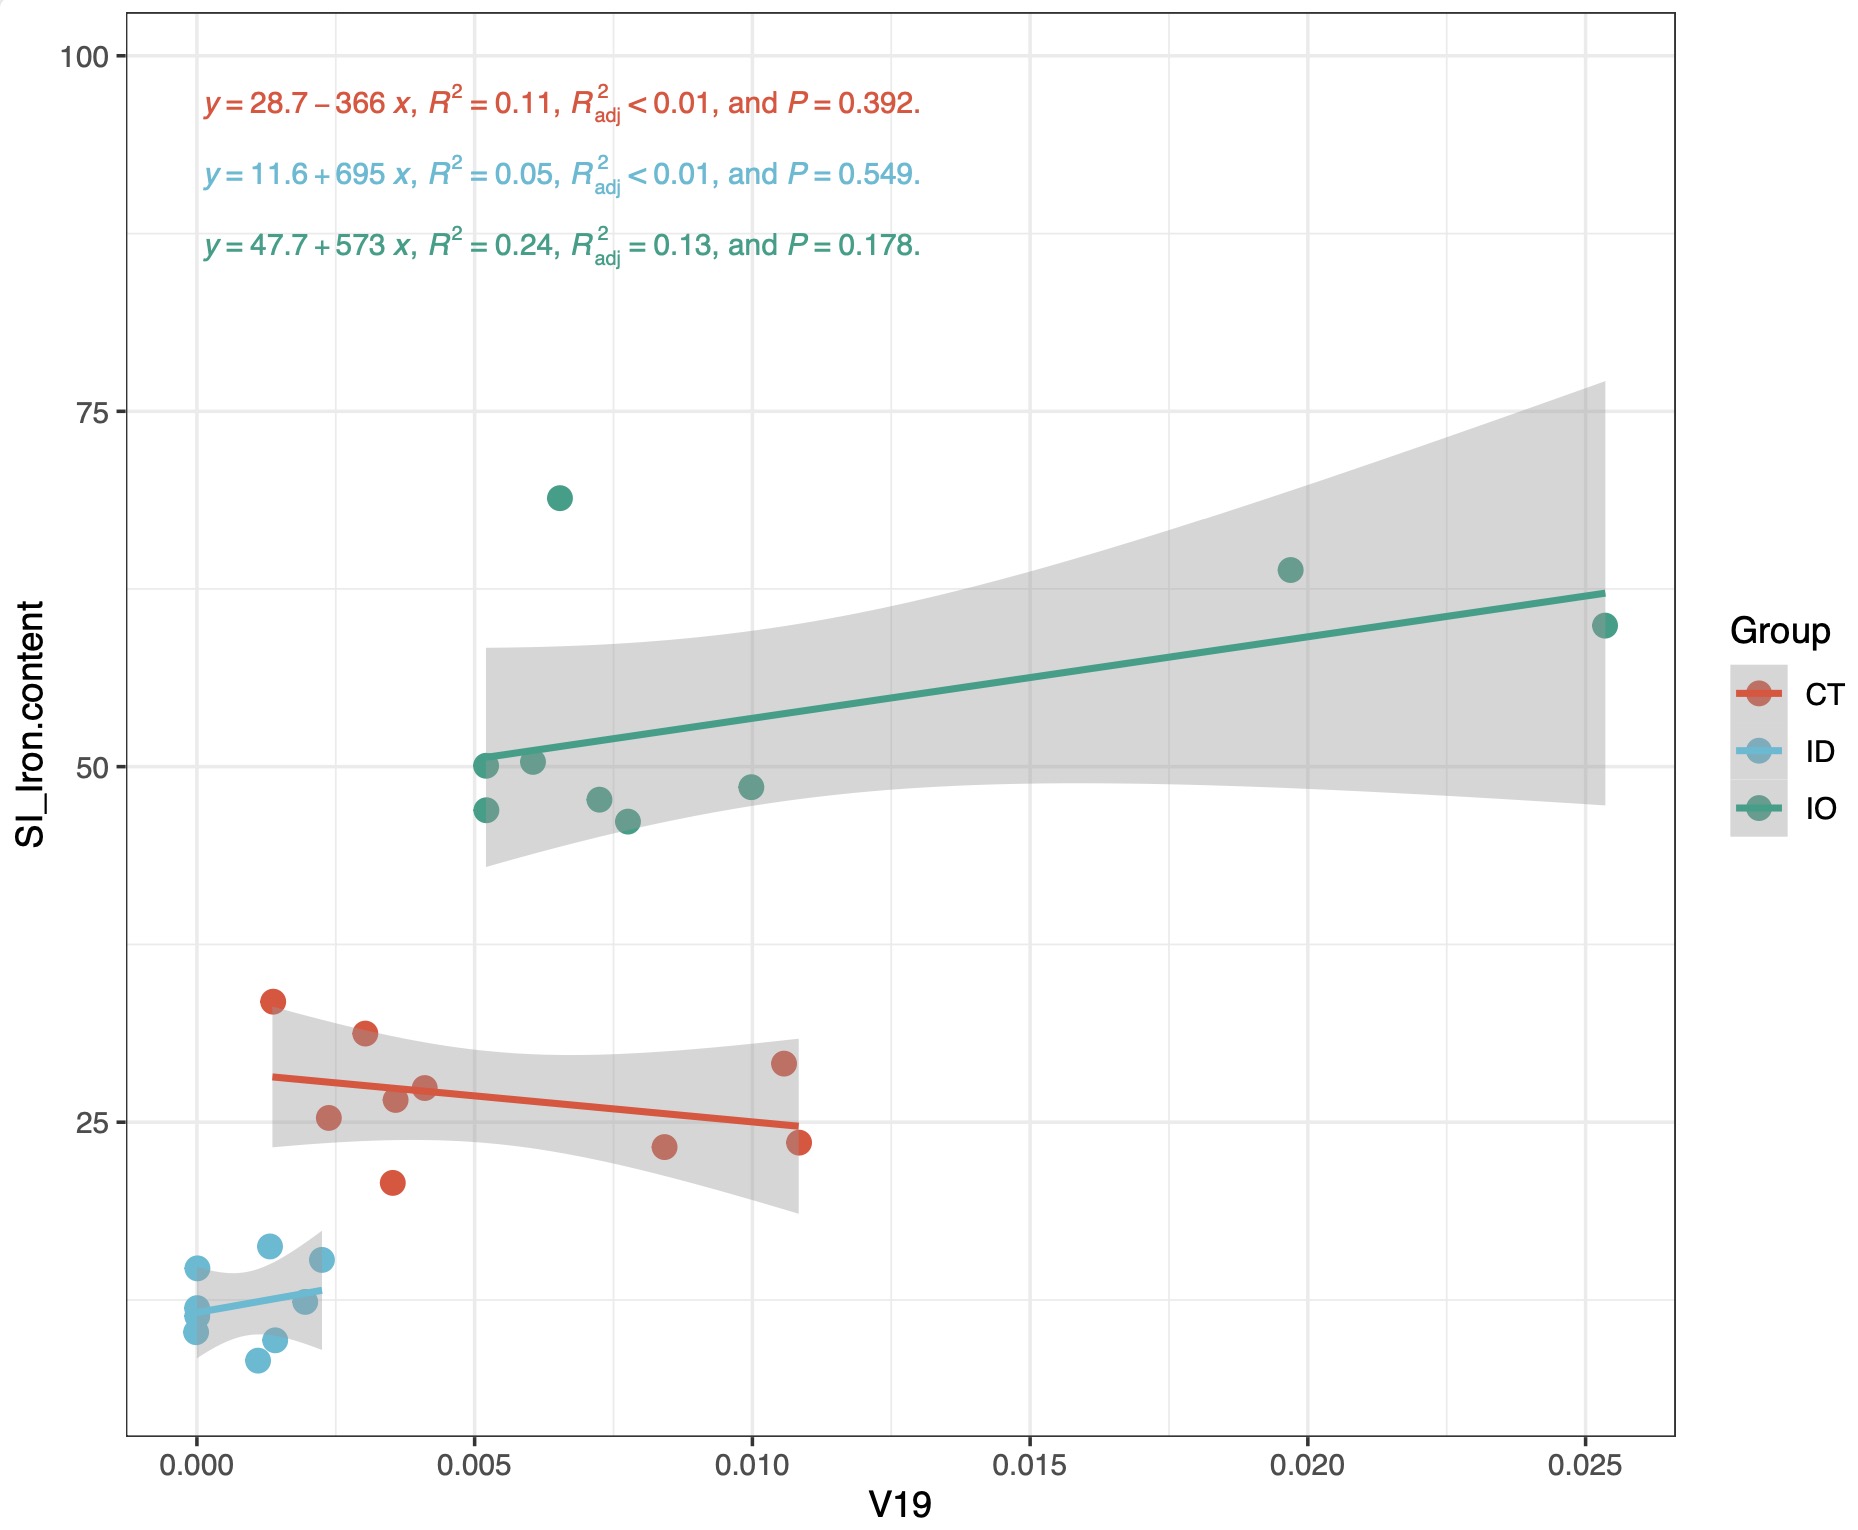 100
y = 28.7 − 366 x, R² = 0.11, R²adj < 0.01, and P = 0.392.
y = 11.6 + 695 x, R² = 0.05, R²adj < 0.01, and P = 0.549.
y = 47.7 + 573 x, R² = 0.24, R²adj = 0.13, and P = 0.178.
75
50
25
SI_Iron.content
Group
CT
ID
IO
0.000 0.005 0.010 0.015 0.020 0.025
V19